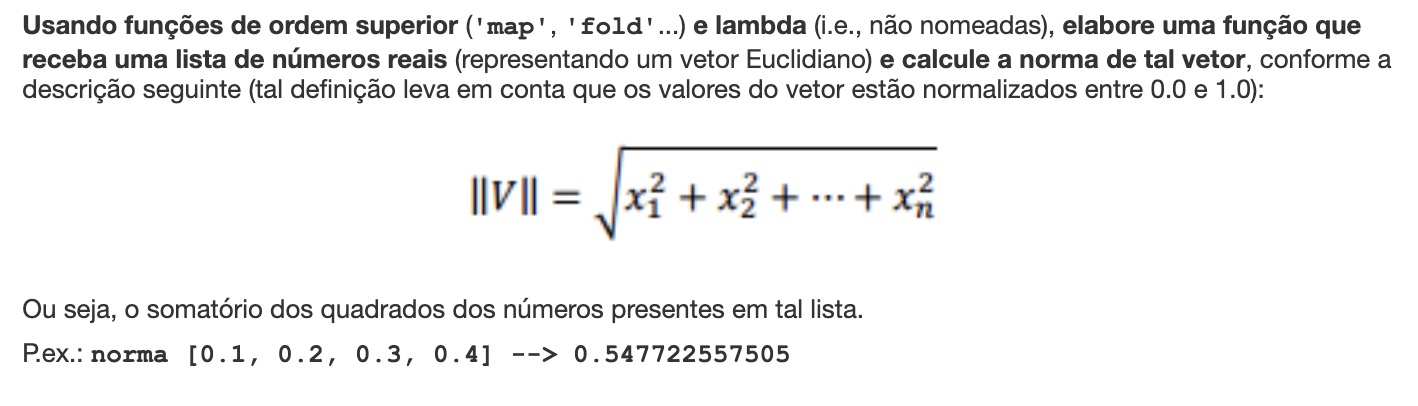 Usando funções de ordem superior ('map', 'fold'...) e lambda (i.e., não nomeadas), elabore uma função que
receba uma lista de números reais (representando um vetor Euclidiano) e calcule a norma de tal vetor, conforme a
descrição seguinte (tal definição leva em conta que os valores do vetor estão normalizados entre 0.0 e 1.0):
‖V‖ = √(x₁² + x₂² + ⋯ + xₙ²)
Ou seja, o somatório dos quadrados dos números presentes em tal lista.
P.ex.: norma [0.1, 0.2, 0.3, 0.4] --> 0.547722557505